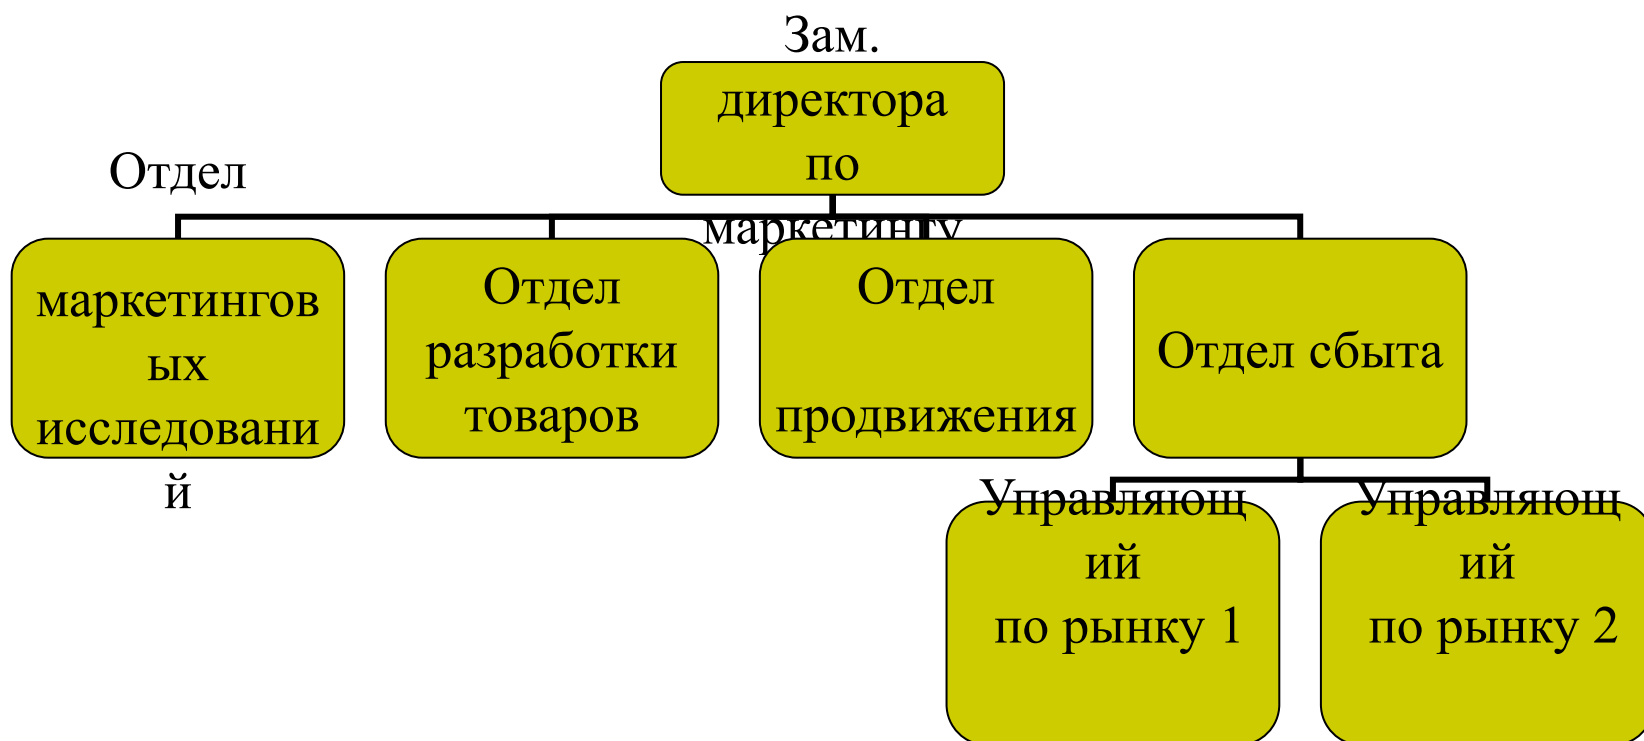 Зам.
директора
по
маркетингу
Отдел
маркетингов
ых
исследовани
й
Отдел
разработки
товаров
Отдел
продвижения
Отдел сбыта
Управляющ
ий
по рынку 1
Управляющ
ий
по рынку 2